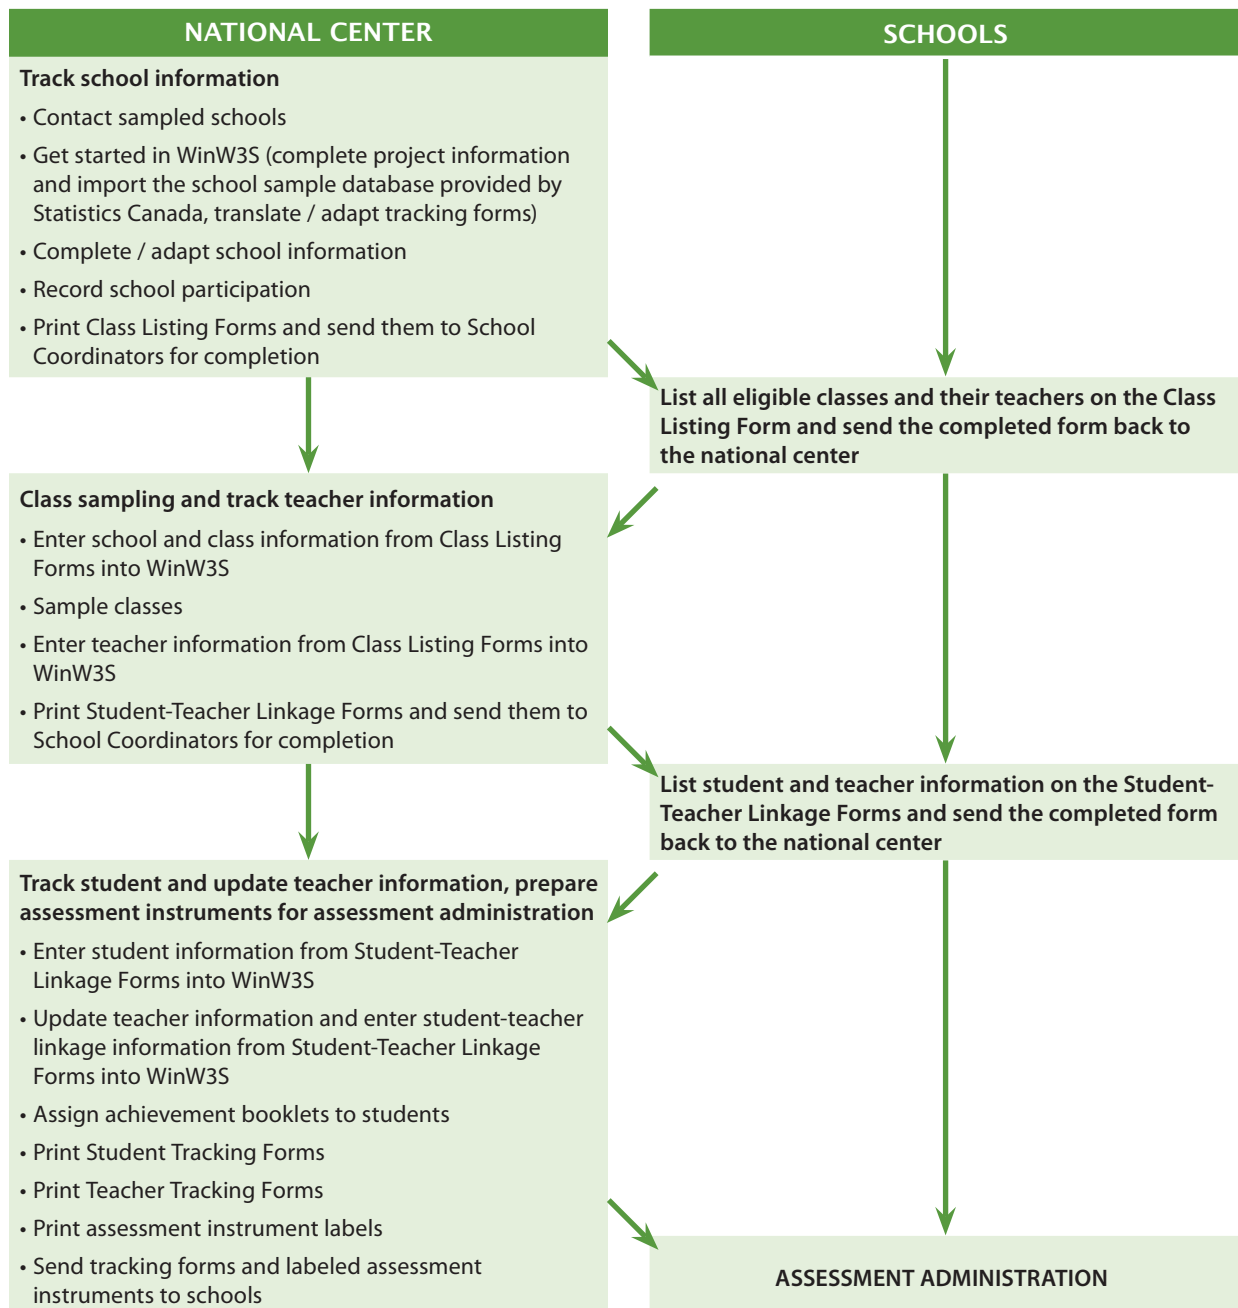 NATIONAL CENTER
Track school information
• Contact sampled schools
• Get started in WinW3S (complete project information
and import the school sample database provided by
Statistics Canada, translate / adapt tracking forms)
• Complete / adapt school information
• Record school participation
• Print Class Listing Forms and send them to School
Coordinators for completion
SCHOOLS
List all eligible classes and their teachers on the Class
Listing Form and send the completed form back to
the national center
Class sampling and track teacher information
• Enter school and class information from Class Listing
Forms into WinW3S
• Sample classes
• Enter teacher information from Class Listing Forms into
WinW3S
• Print Student-Teacher Linkage Forms and send them to
School Coordinators for completion
List student and teacher information on the Student-
Teacher Linkage Forms and send the completed form
back to the national center
Track student and update teacher information, prepare
assessment instruments for assessment administration
• Enter student information from Student-Teacher
Linkage Forms into WinW3S
• Update teacher information and enter student-teacher
linkage information from Student-Teacher Linkage
Forms into WinW3S
• Assign achievement booklets to students
• Print Student Tracking Forms
• Print Teacher Tracking Forms
• Print assessment instrument labels
• Send tracking forms and labeled assessment
instruments to schools
ASSESSMENT ADMINISTRATION